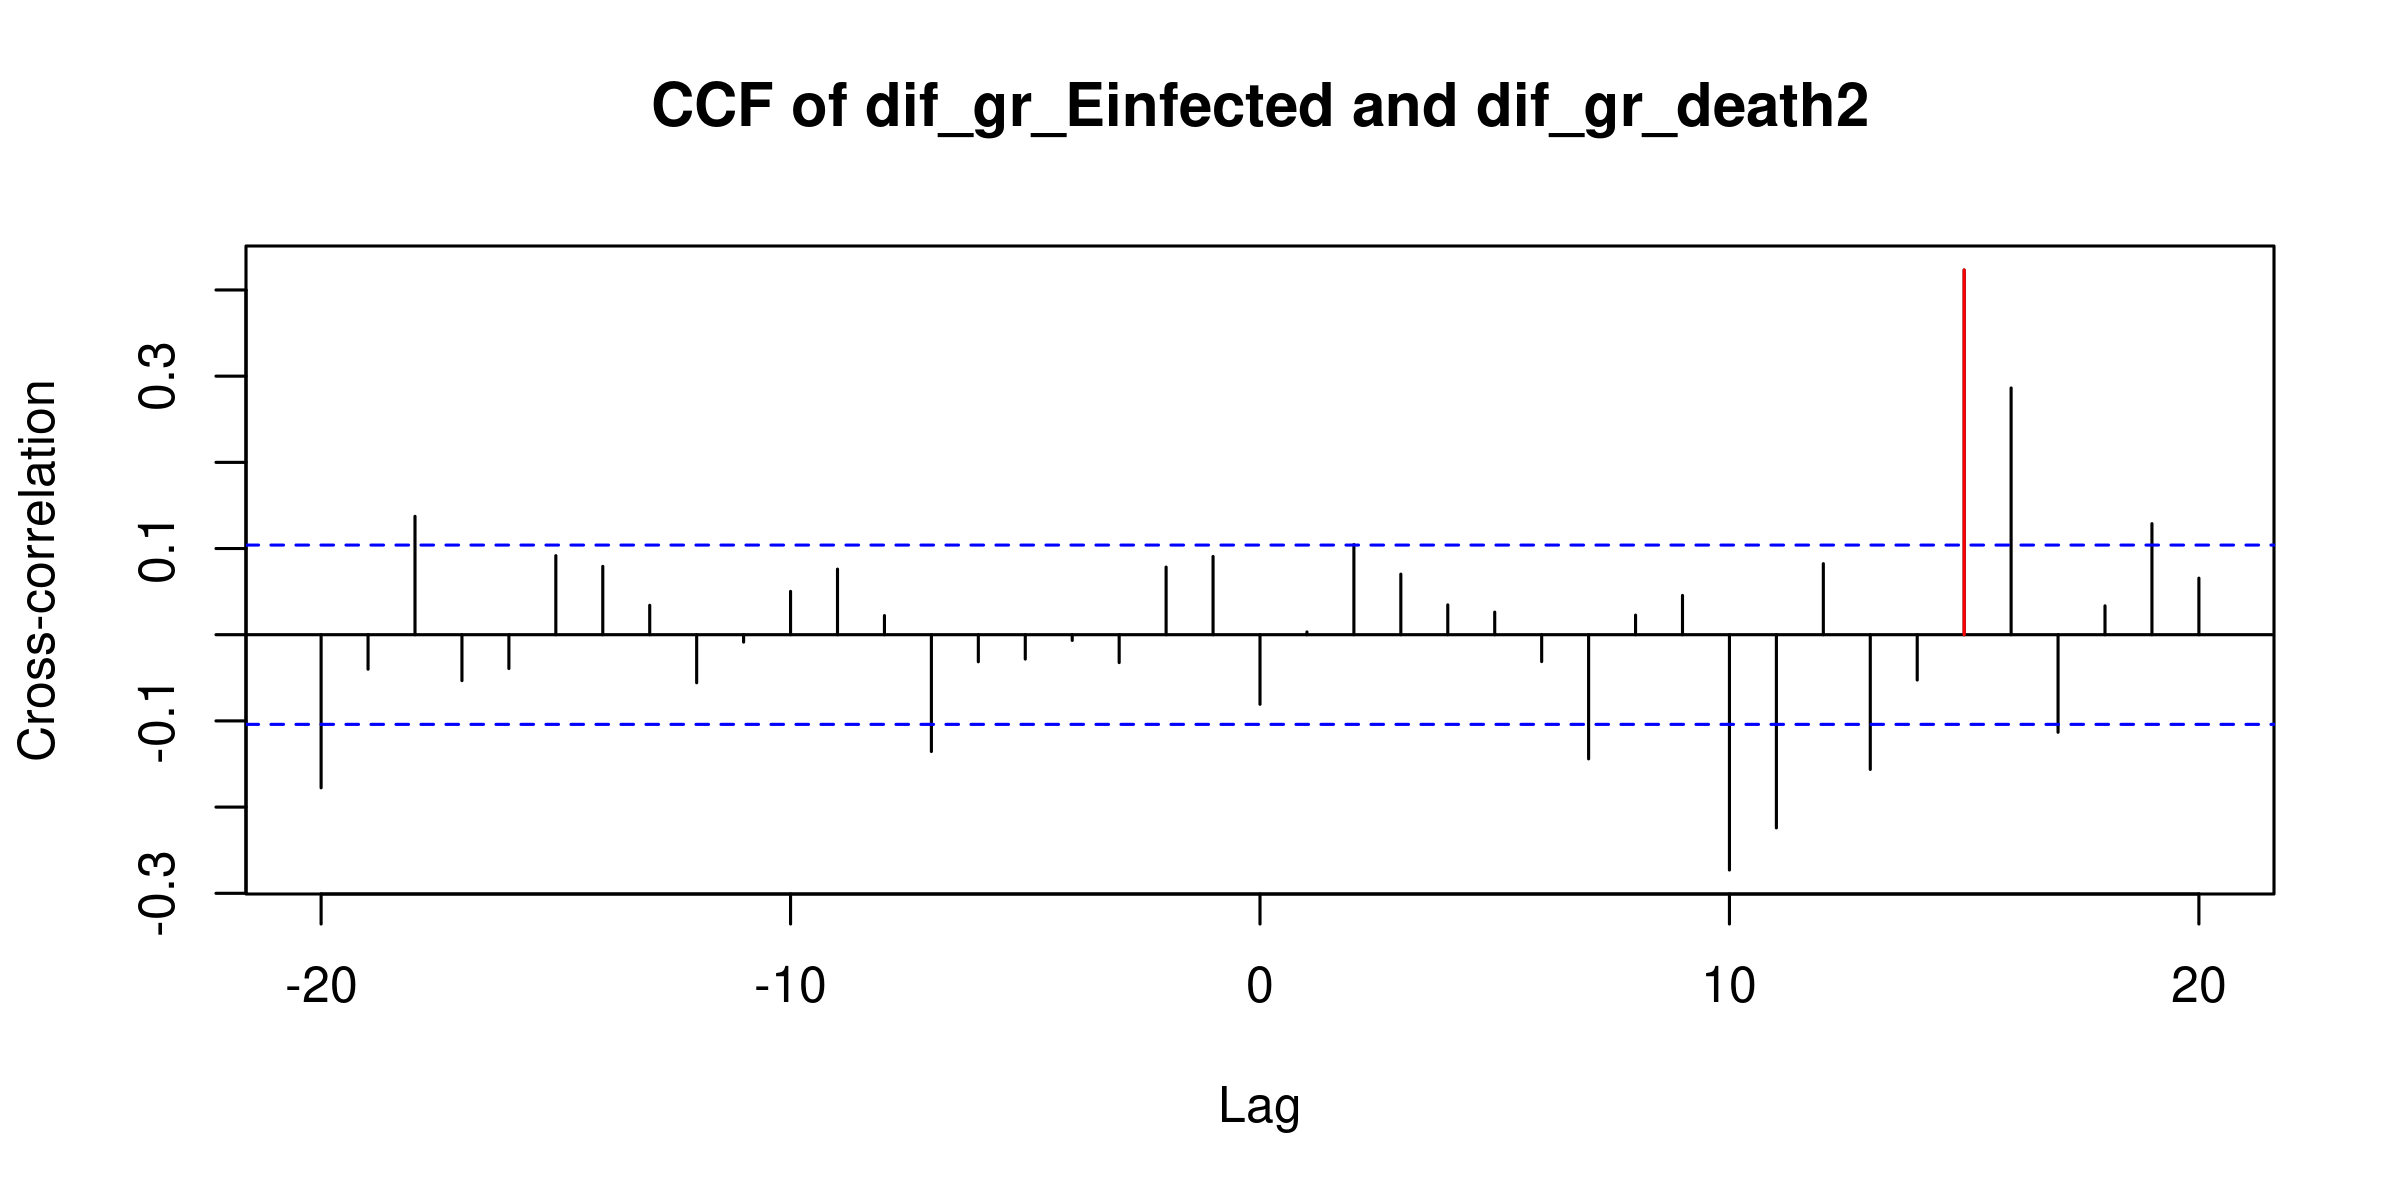 CCF of dif_gr_Einfected and dif_gr_death2
Cross-correlation
0.3
0.1
-0.1
-0.3
-20 -10 0 10 20
Lag